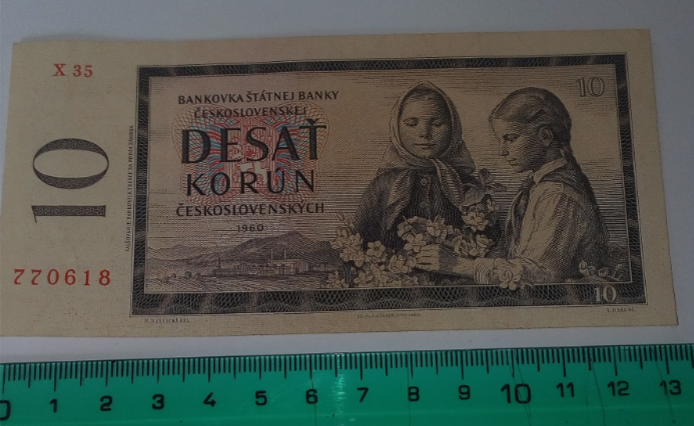 X 35
10
770618
BANKOVKA ŠTÁTNEJ BANKY
ČESKOSLOVENSKEJ
DESAŤ
KORÚN
ČESKOSLOVENSKÝCH
1960
10
10
0 1 2 3 4 5 6 7 8 9 10 11 12 13